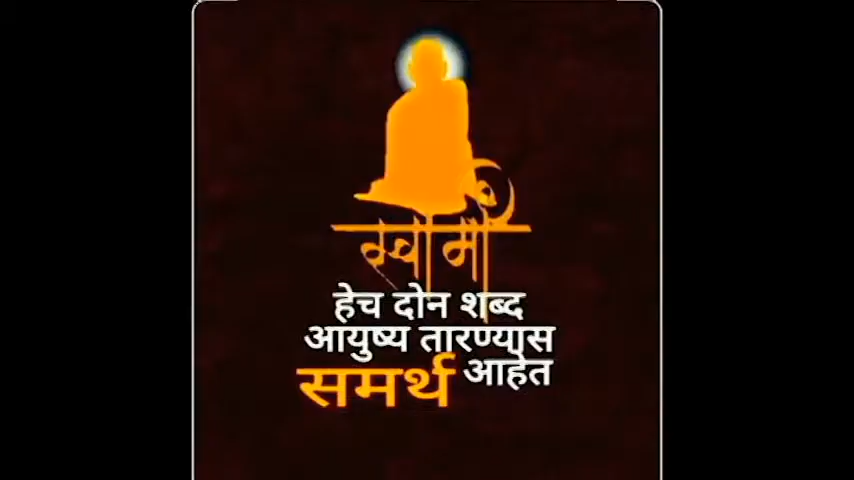 स्वामी
हेच दोन शब्द
आयुष्य तारण्यास
समर्थ आहेत